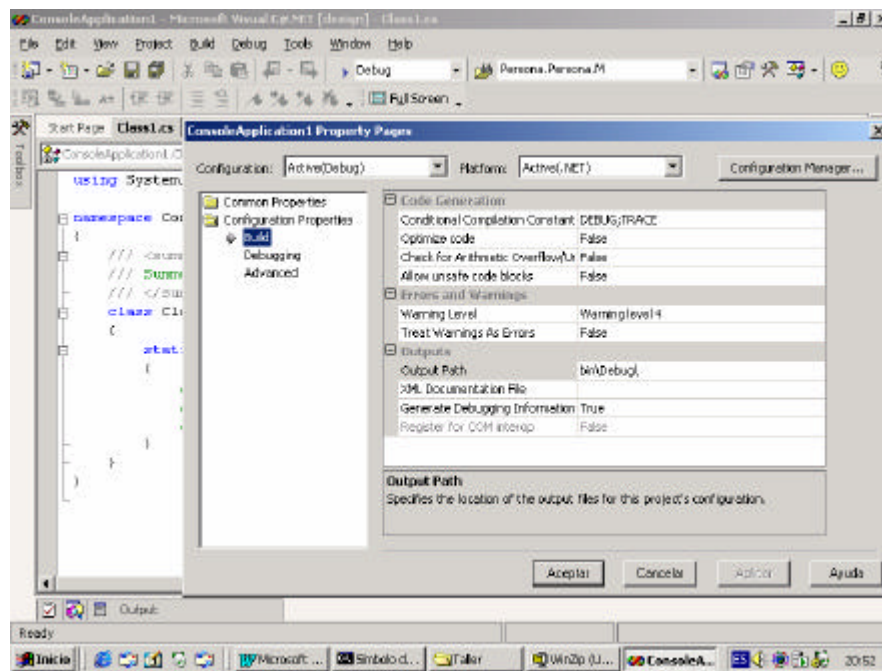 ConsoleApplication1 - Microsoft Visual C#.NET [design] - Class1.cs
File Edit View Project Build Debug Tools Window Help
Debug Persona.Persona.M
Full Screen
Start Page Class1.cs
Toolbox
ConsoleApplication1
using System.
namespace Co
{
/// <summ
/// Summ
/// </su
class Cl
{
stat
{
}
}
}
ConsoleApplication1 Property Pages
Configuration: Active(Debug) Platform: Active(.NET) Configuration Manager...
Common Properties
Configuration Properties
Build
Debugging
Advanced
Code Generation
Conditional Compilation Constant DEBUG;TRACE
Optimize code False
Check for Arithmetic Overflow/Un False
Allow unsafe code blocks False
Errors and Warnings
Warning Level Warning level 4
Treat Warnings As Errors False
Outputs
Output Path bin\Debug\
XML Documentation File
Generate Debugging Information True
Register for COM interop False
Output Path
Specifies the location of the output files for this project's configuration.
Aceptar Cancelar Aplicar Ayuda
Output
Ready
Inicio Microsoft ... Símbolo d... Taller WinZip (U... ConsoleA... ES 20:52